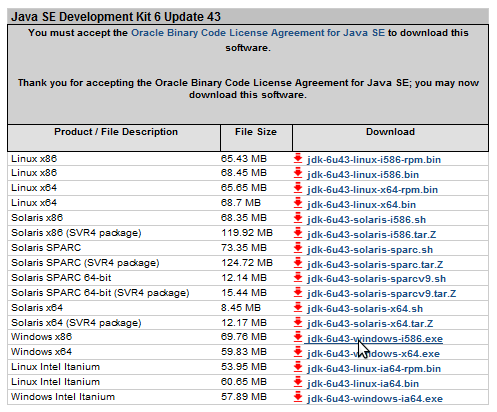 Java SE Development Kit 6 Update 43
You must accept the Oracle Binary Code License Agreement for Java SE to download this
software.
Thank you for accepting the Oracle Binary Code License Agreement for Java SE; you may now
download this software.
Product / File Description File Size Download
Linux x86 65.43 MB jdk-6u43-linux-i586-rpm.bin
Linux x86 68.45 MB jdk-6u43-linux-i586.bin
Linux x64 65.65 MB jdk-6u43-linux-x64-rpm.bin
Linux x64 68.7 MB jdk-6u43-linux-x64.bin
Solaris x86 68.35 MB jdk-6u43-solaris-i586.sh
Solaris x86 (SVR4 package) 119.92 MB jdk-6u43-solaris-i586.tar.Z
Solaris SPARC 73.35 MB jdk-6u43-solaris-sparc.sh
Solaris SPARC (SVR4 package) 124.72 MB jdk-6u43-solaris-sparc.tar.Z
Solaris SPARC 64-bit 12.14 MB jdk-6u43-solaris-sparcv9.sh
Solaris SPARC 64-bit (SVR4 package) 15.44 MB jdk-6u43-solaris-sparcv9.tar.Z
Solaris x64 8.45 MB jdk-6u43-solaris-x64.sh
Solaris x64 (SVR4 package) 12.17 MB jdk-6u43-solaris-x64.tar.Z
Windows x86 69.76 MB jdk-6u43-windows-i586.exe
Windows x64 59.83 MB jdk-6u43-windows-x64.exe
Linux Intel Itanium 53.95 MB jdk-6u43-linux-ia64-rpm.bin
Linux Intel Itanium 60.65 MB jdk-6u43-linux-ia64.bin
Windows Intel Itanium 57.89 MB jdk-6u43-windows-ia64.exe